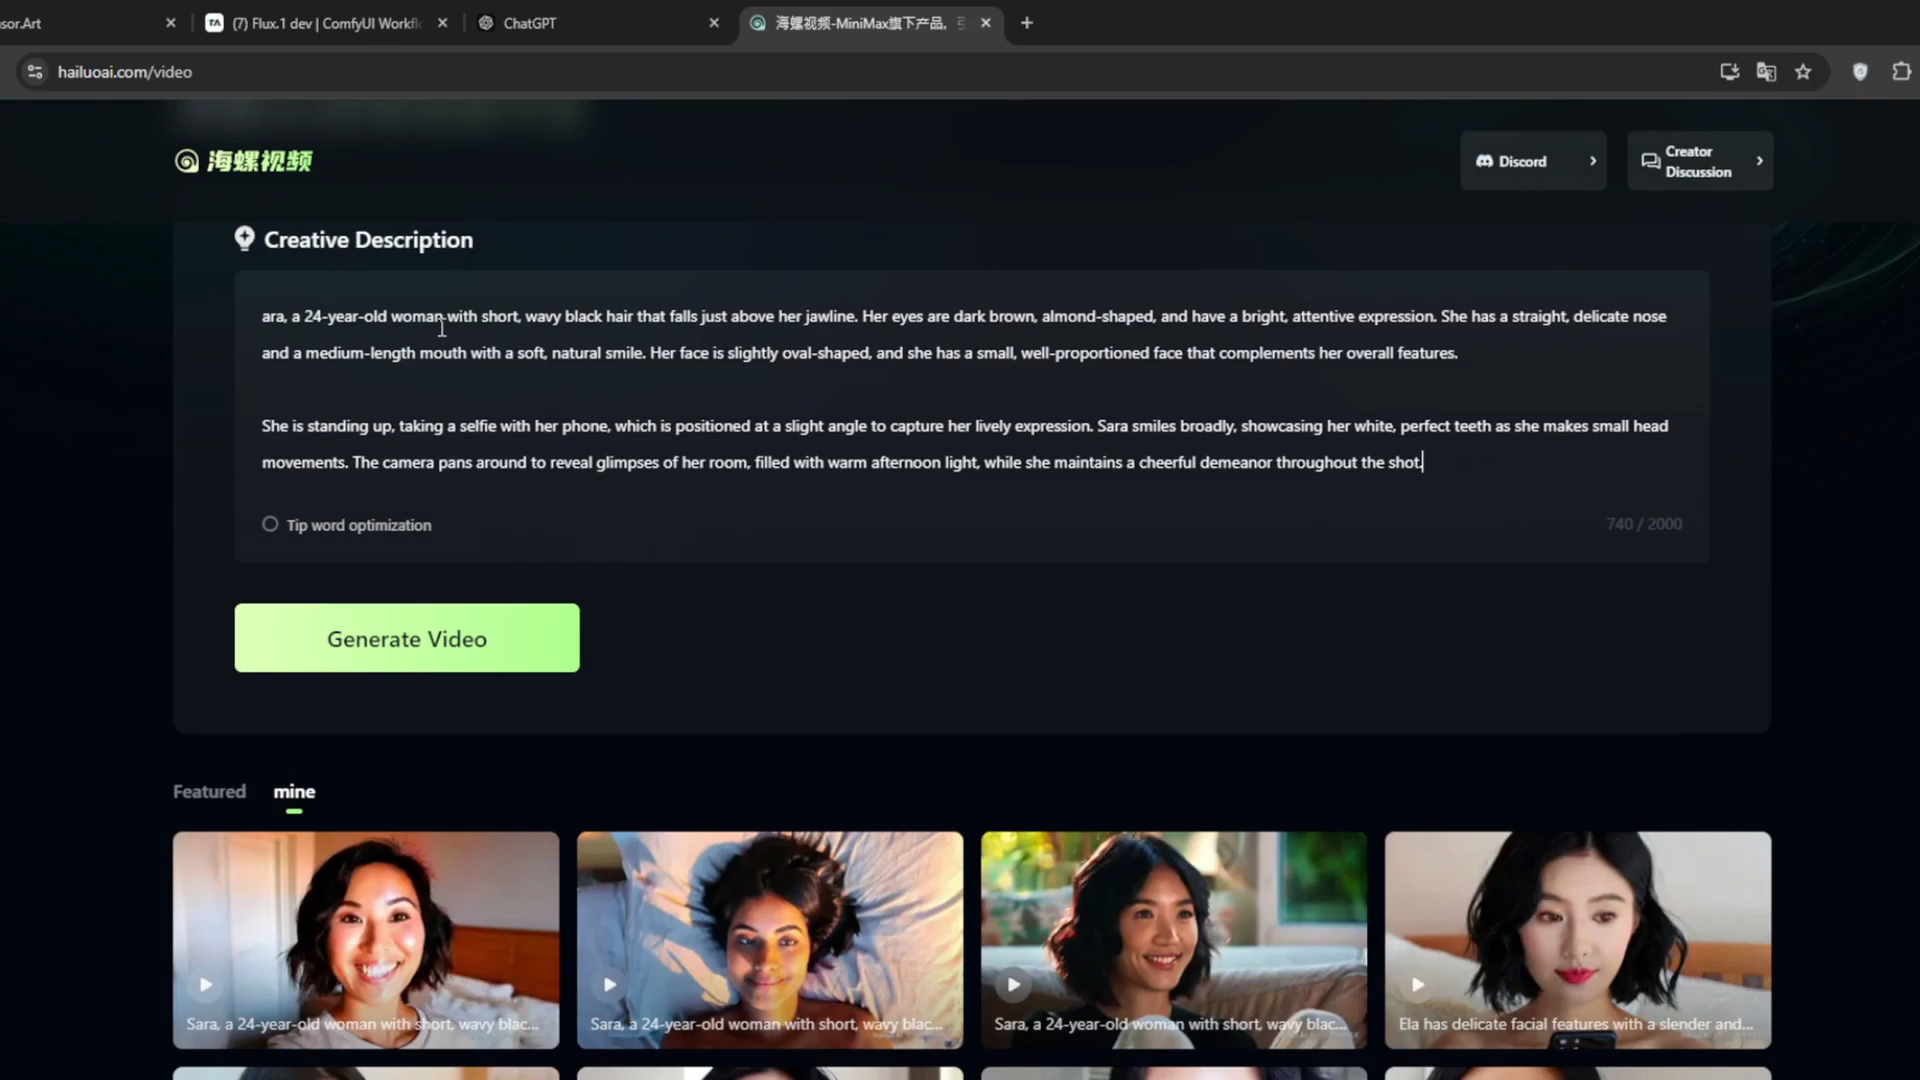 sor.Art
(7) Flux.1 dev | ComfyUI Workfl
ChatGPT
海螺视频-MiniMax旗下产品,
hailuoai.com/video
海螺视频
Discord
Creator
Discussion
Creative Description
ara, a 24-year-old woman with short, wavy black hair that falls just above her jawline. Her eyes are dark brown, almond-shaped, and have a bright, attentive expression. She has a straight, delicate nose
and a medium-length mouth with a soft, natural smile. Her face is slightly oval-shaped, and she has a small, well-proportioned face that complements her overall features.
She is standing up, taking a selfie with her phone, which is positioned at a slight angle to capture her lively expression. Sara smiles broadly, showcasing her white, perfect teeth as she makes small head
movements. The camera pans around to reveal glimpses of her room, filled with warm afternoon light, while she maintains a cheerful demeanor throughout the shot.
Tip word optimization
740 / 2000
Generate Video
Featured
mine
Sara, a 24-year-old woman with short, wavy blac...
Sara, a 24-year-old woman with short, wavy blac...
Sara, a 24-year-old woman with short, wavy blac...
Ela has delicate facial features with a slender and...